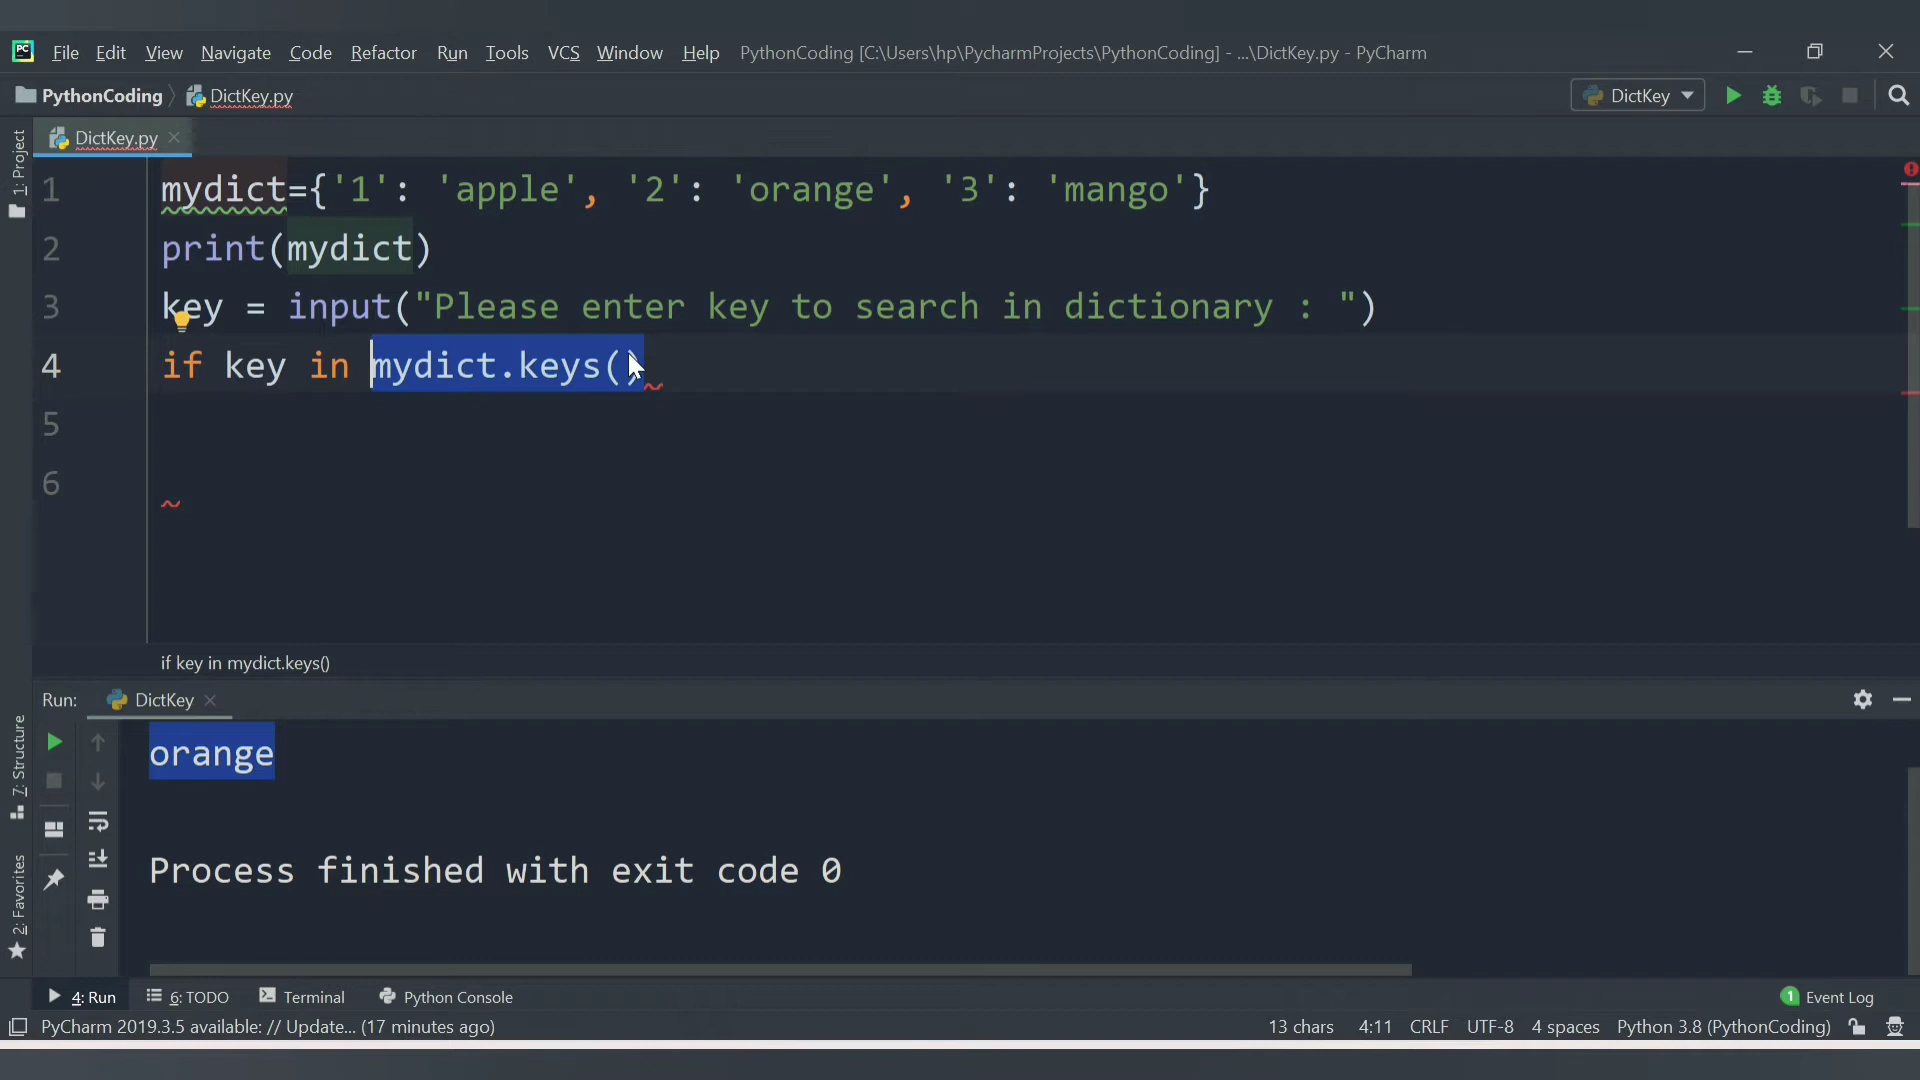 PC File Edit View Navigate Code Refactor Run Tools VCS Window Help PythonCoding [C:\Users\hp\PycharmProjects\PythonCoding] - ...\DictKey.py - PyCharm
PythonCoding DictKey.py DictKey
1: Project
DictKey.py
1 mydict={'1': 'apple', '2': 'orange', '3': 'mango'}
2 print(mydict)
3 key = input("Please enter key to search in dictionary : ")
4 if key in mydict.keys()
5
6
if key in mydict.keys()
Run: DictKey
7: Structure
2: Favorites
orange
Process finished with exit code 0
4: Run 6: TODO Terminal Python Console 1 Event Log
PyCharm 2019.3.5 available: // Update... (17 minutes ago) 13 chars 4:11 CRLF UTF-8 4 spaces Python 3.8 (PythonCoding)